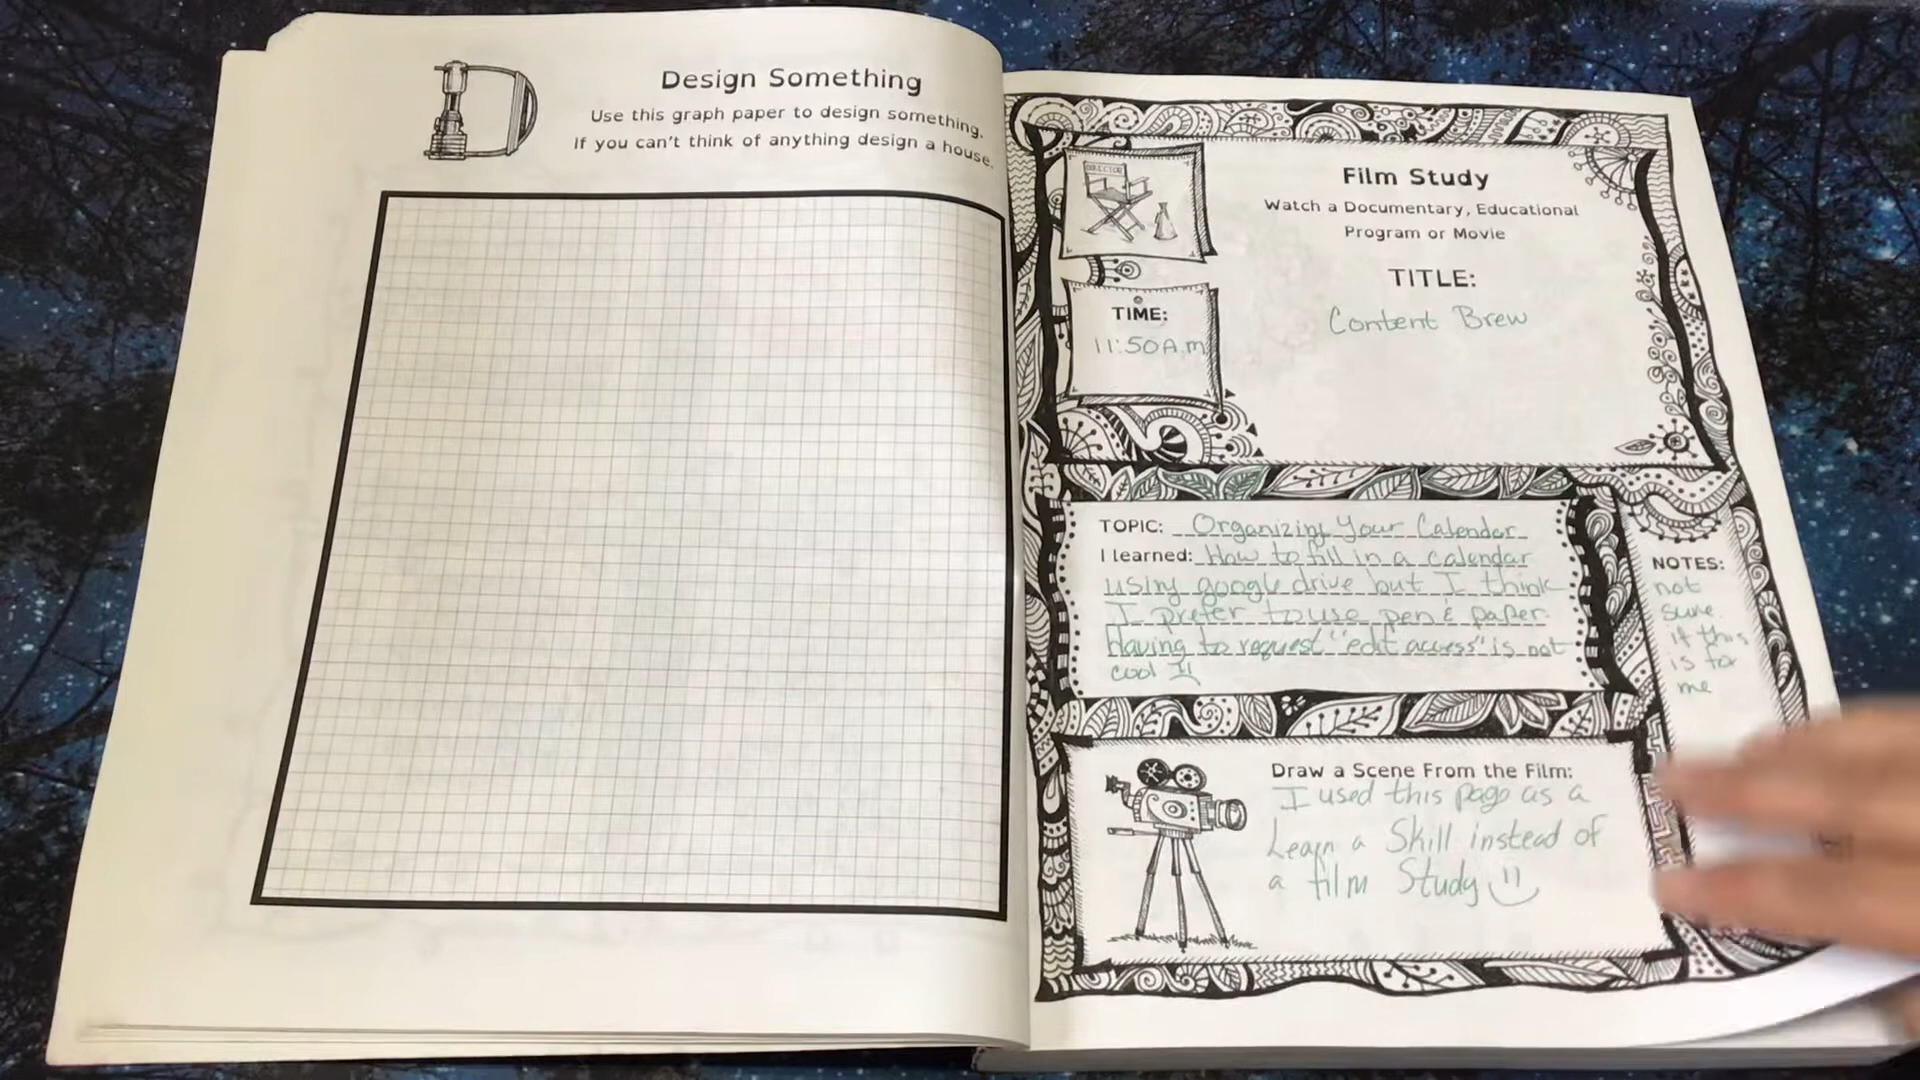 Design Something
Use this graph paper to design something.
If you can't think of anything design a house.
DIRECTOR
Film Study
Watch a Documentary, Educational
Program or Movie
TITLE:
Content Brew
TIME:
11:50A.m
TOPIC: Organizing Your Calendar
I learned: How to fill in a calendar
using google drive but I think
I prefer to use pen & paper.
Having to request "edit access" is not
cool
NOTES:
not
sure
if this
is for
me
Draw a Scene From the Film:
I used this page as a
Learn a Skill instead of
a film Study